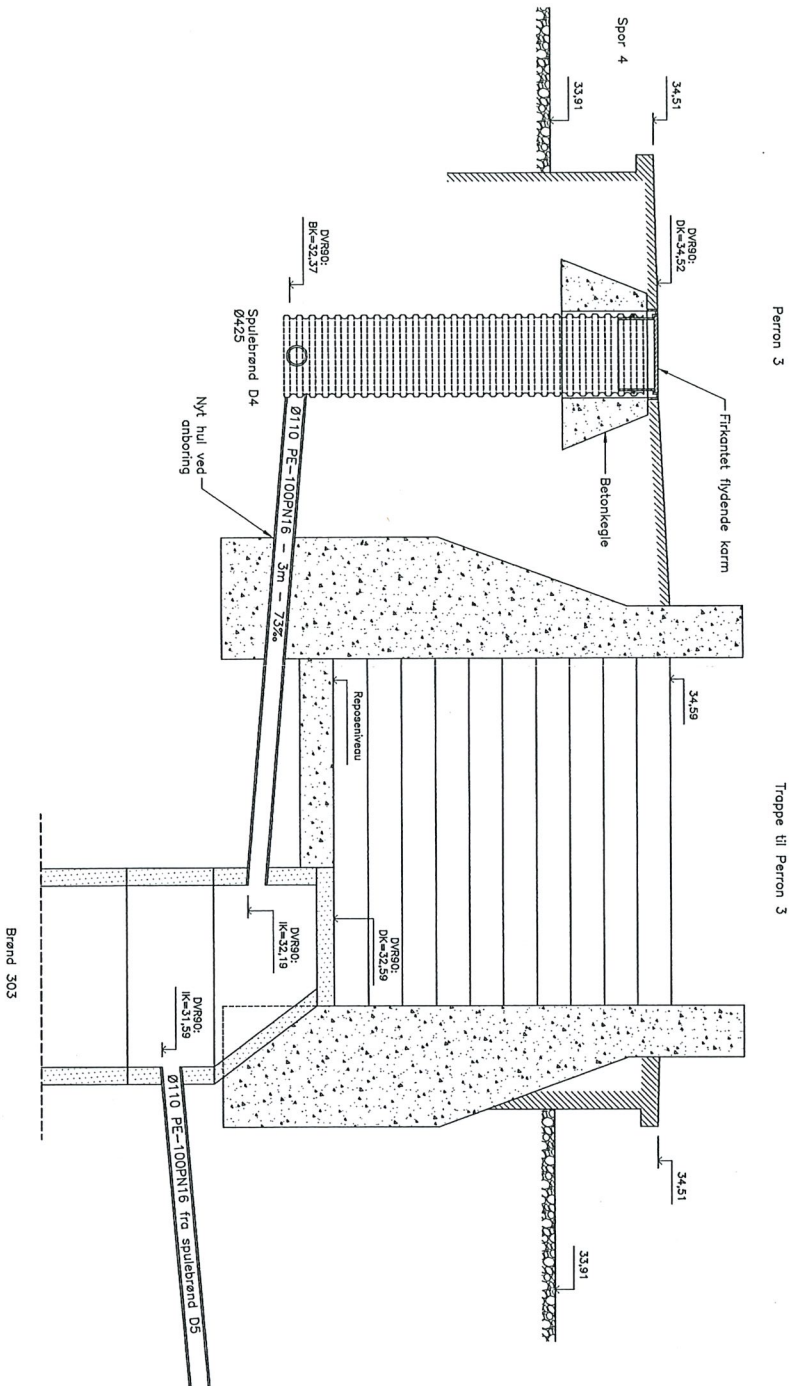 Perron 3
Trappe til Perron 3
Spor 4
34,51
33,91
DVR90:
DK=34,52
Firkantet flydende karm
Betonkegle
DVR90:
BK=32,37
Spulebrønd D4
Ø425
Nyt hul ved
anboring
Ø110 PE-100PN16 - 3m - 73‰
34,59
Reposeniveau
DVR90:
DK=32,59
DVR90:
IK=32,19
DVR90:
IK=31,59
Ø110 PE-100PN16 fra spulebrønd D5
34,51
33,91
Brønd 303